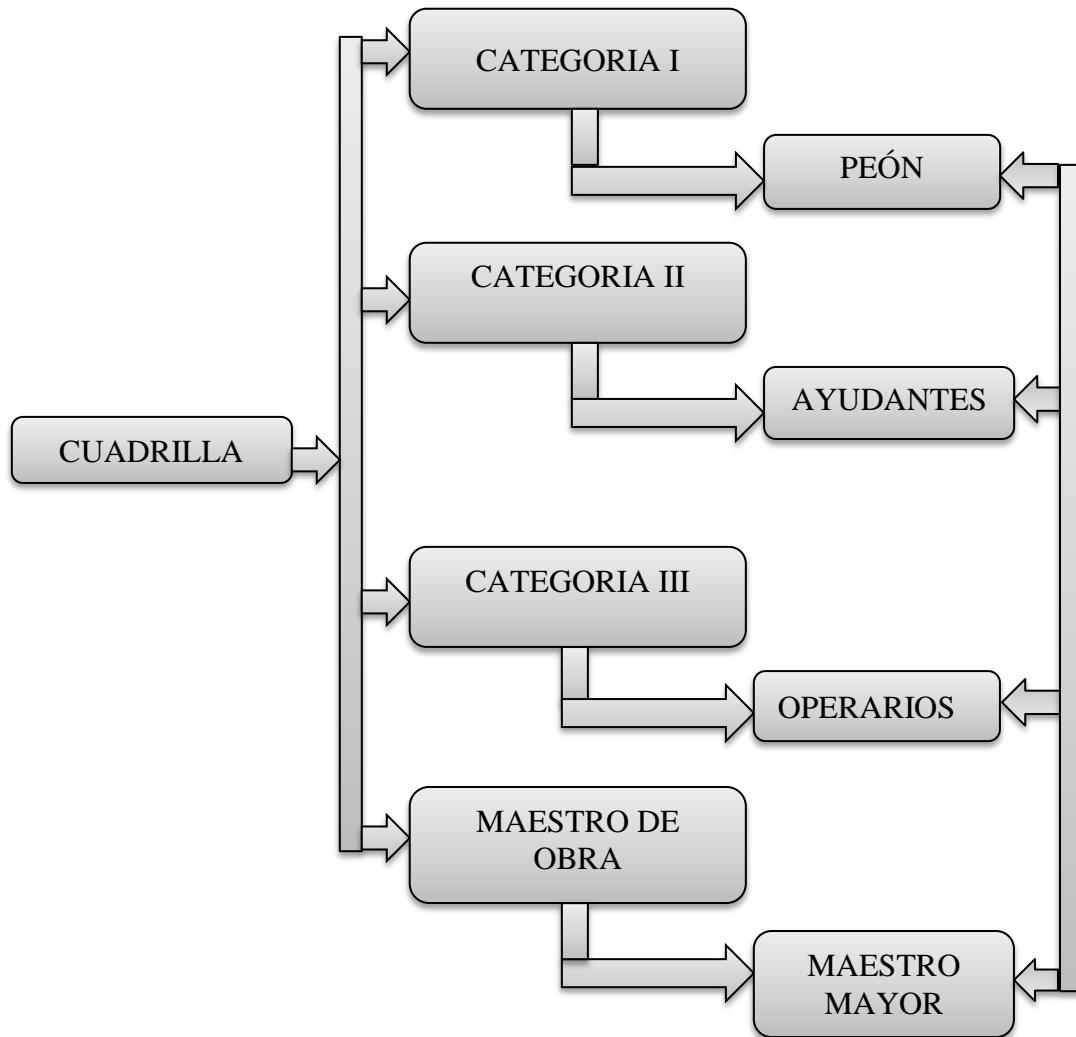 CATEGORIA I
PEÓN
CATEGORIA II
AYUDANTES
CUADRILLA
CATEGORIA III
OPERARIOS
MAESTRO DE
OBRA
MAESTRO
MAYOR